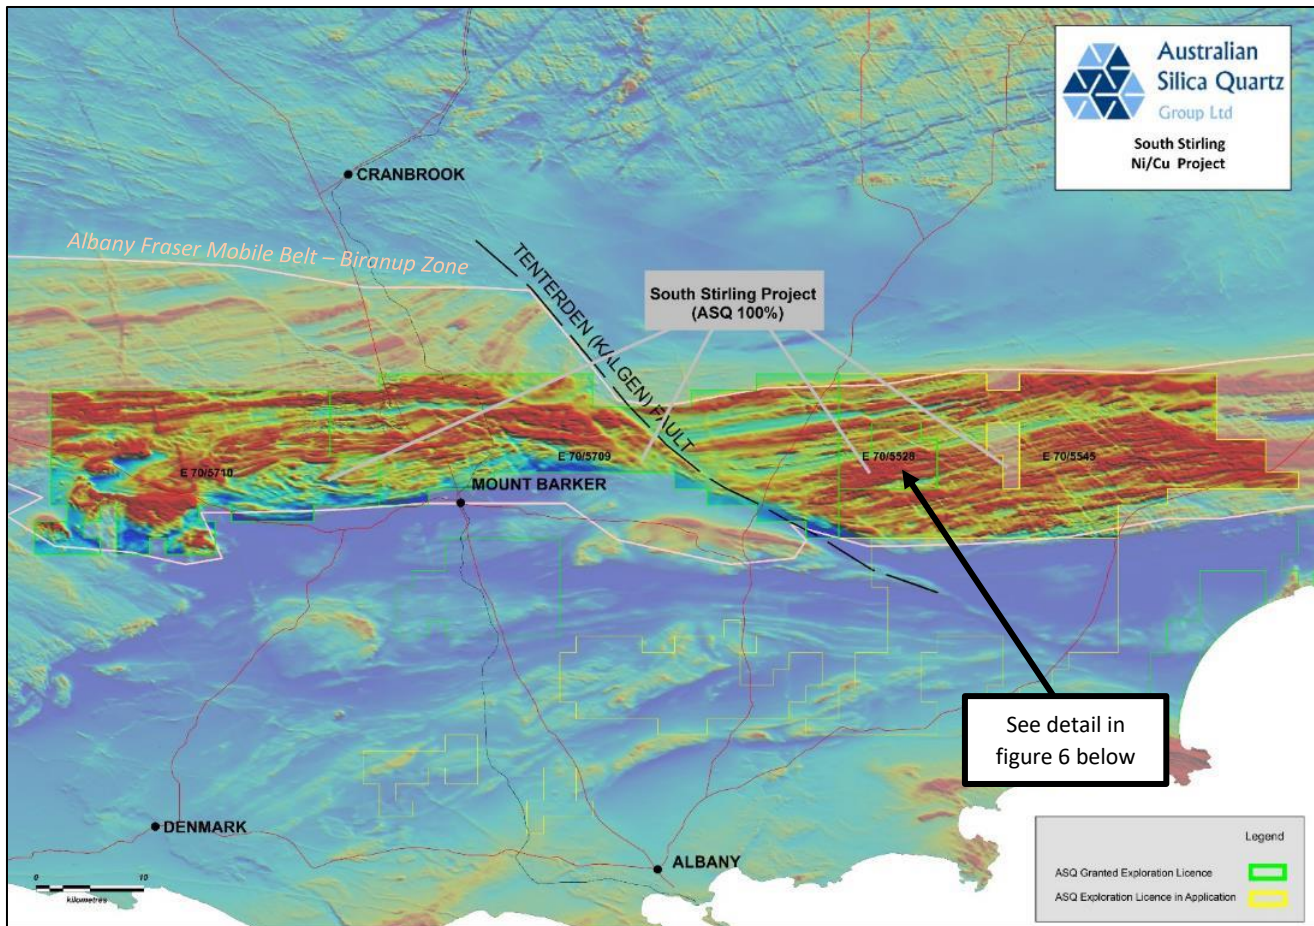 Australian
Silica Quartz
Group Ltd
South Stirling
Ni/Cu Project
CRANBROOK
Albany Fraser Mobile Belt – Biranup Zone
TENTERDEN (KALGEN) FAULT
South Stirling Project
(ASQ 100%)
E 70/5710
E 70/5709
E 70/5528
E 70/5545
MOUNT BARKER
See detail in
figure 6 below
DENMARK
ALBANY
0 10
kilometres
Legend
ASQ Granted Exploration Licence
ASQ Exploration Licence in Application